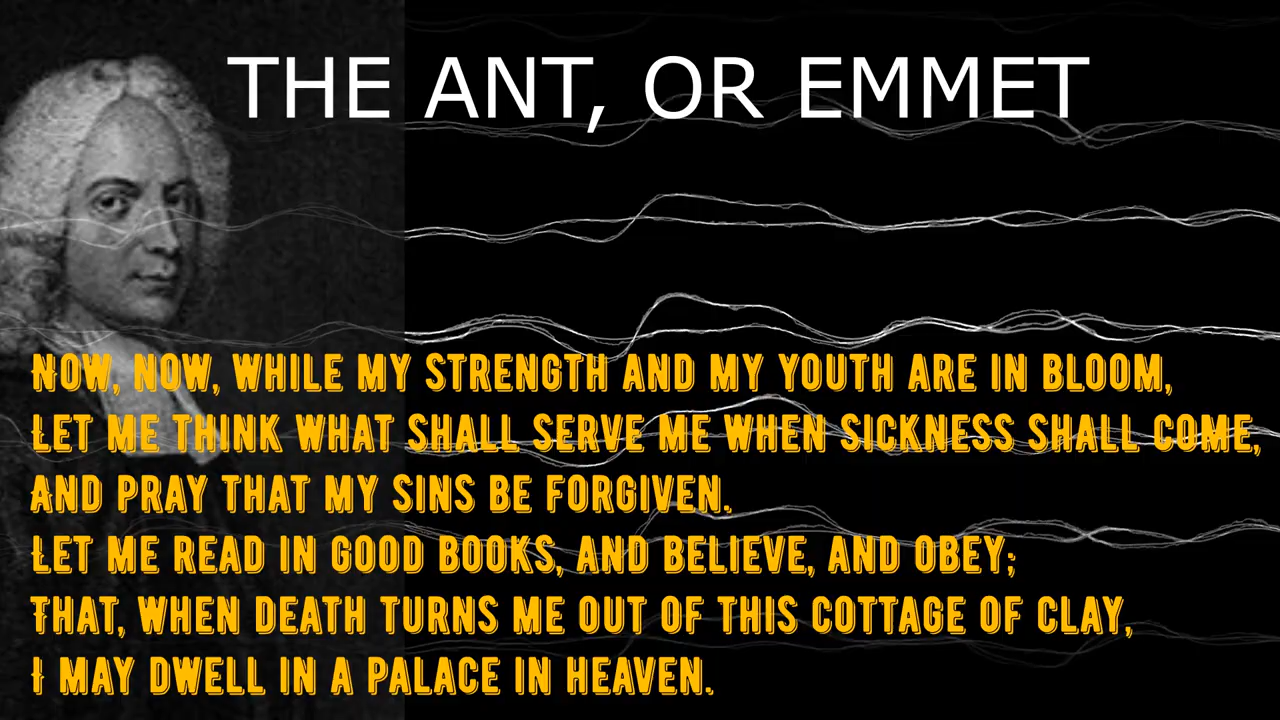 THE ANT, OR EMMET
NOW, NOW, WHILE MY STRENGTH AND MY YOUTH ARE IN BLOOM,
LET ME THINK WHAT SHALL SERVE ME WHEN SICKNESS SHALL COME,
AND PRAY THAT MY SINS BE FORGIVEN.
LET ME READ IN GOOD BOOKS, AND BELIEVE, AND OBEY;
THAT, WHEN DEATH TURNS ME OUT OF THIS COTTAGE OF CLAY,
I MAY DWELL IN A PALACE IN HEAVEN.